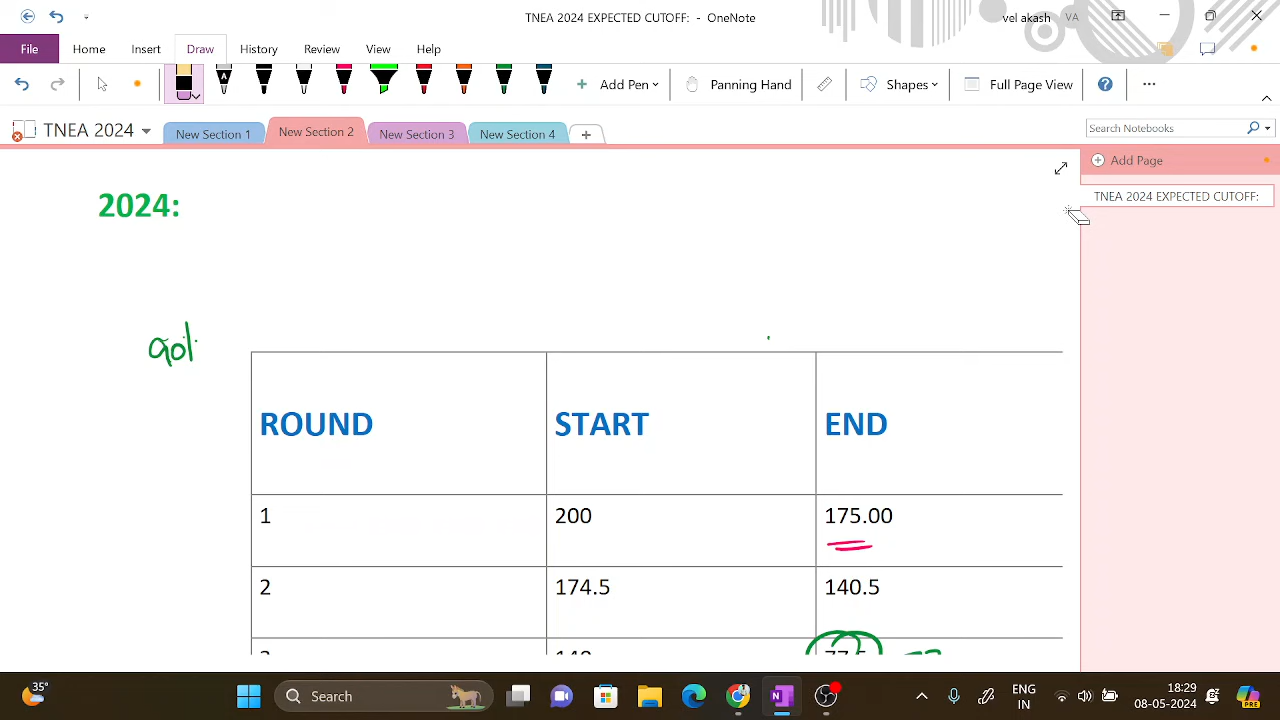 TNEA 2024 EXPECTED CUTOFF: - OneNote
vel akash VA
File Home Insert Draw History Review View Help
A + Add Pen Panning Hand Shapes Full Page View ? ...
TNEA 2024 New Section 1 New Section 2 New Section 3 New Section 4 +
Search Notebooks
Add Page
TNEA 2024 EXPECTED CUTOFF:
2024:
90%
ROUND START END
1 200 175.00
2 174.5 140.5
35°
Search
ENG
IN
18:29
08-05-2024
PRE